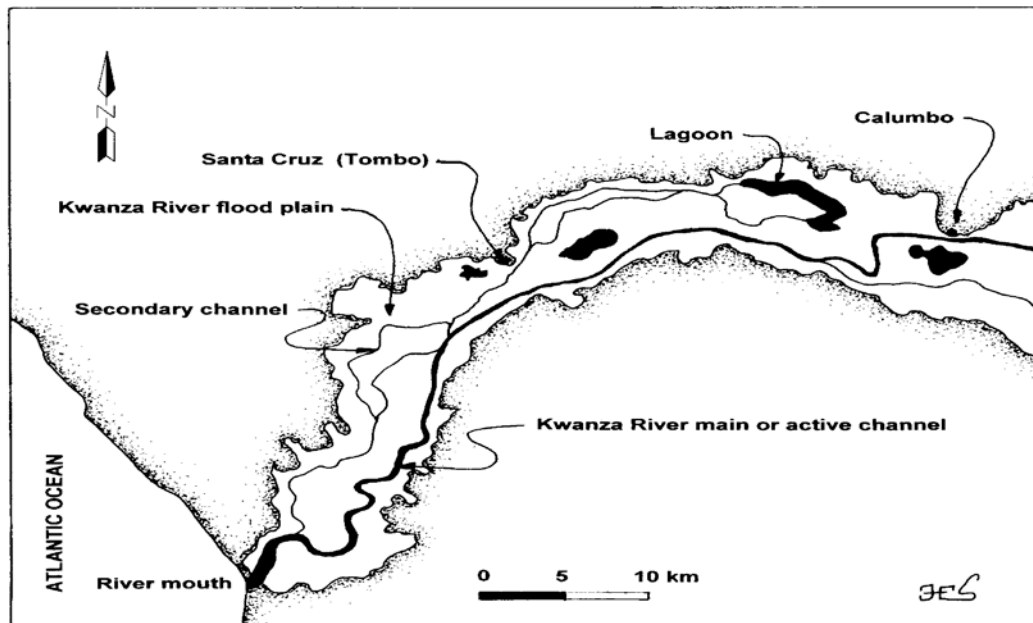 N
Calumbo
Lagoon
Santa Cruz (Tombo)
Kwanza River flood plain
Secondary channel
Kwanza River main or active channel
ATLANTIC OCEAN
River mouth
0 5 10 km